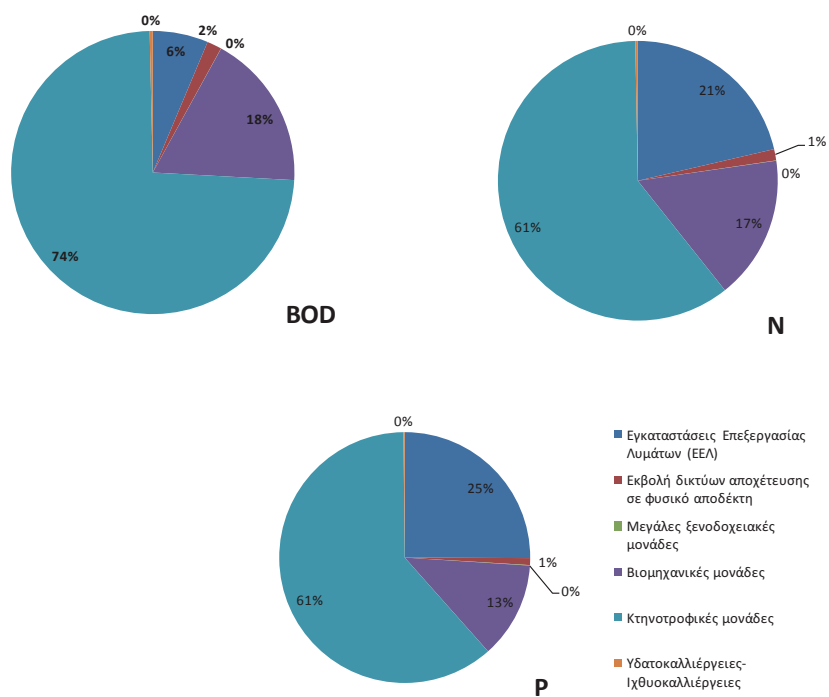 0%
6%
2%
0%
18%
74%
BOD
0%
21%
1%
0%
17%
61%
N
0%
25%
1%
0%
13%
61%
P
Εγκαταστάσεις Επεξεργασίας
Λυμάτων (ΕΕΛ)
Εκβολή δικτύων αποχέτευσης
σε φυσικό αποδέκτη
Μεγάλες ξενοδοχειακές
μονάδες
Βιομηχανικές μονάδες
Κτηνοτροφικές μονάδες
Υδατοκαλλιέργειες-
Ιχθυοκαλλιέργειες